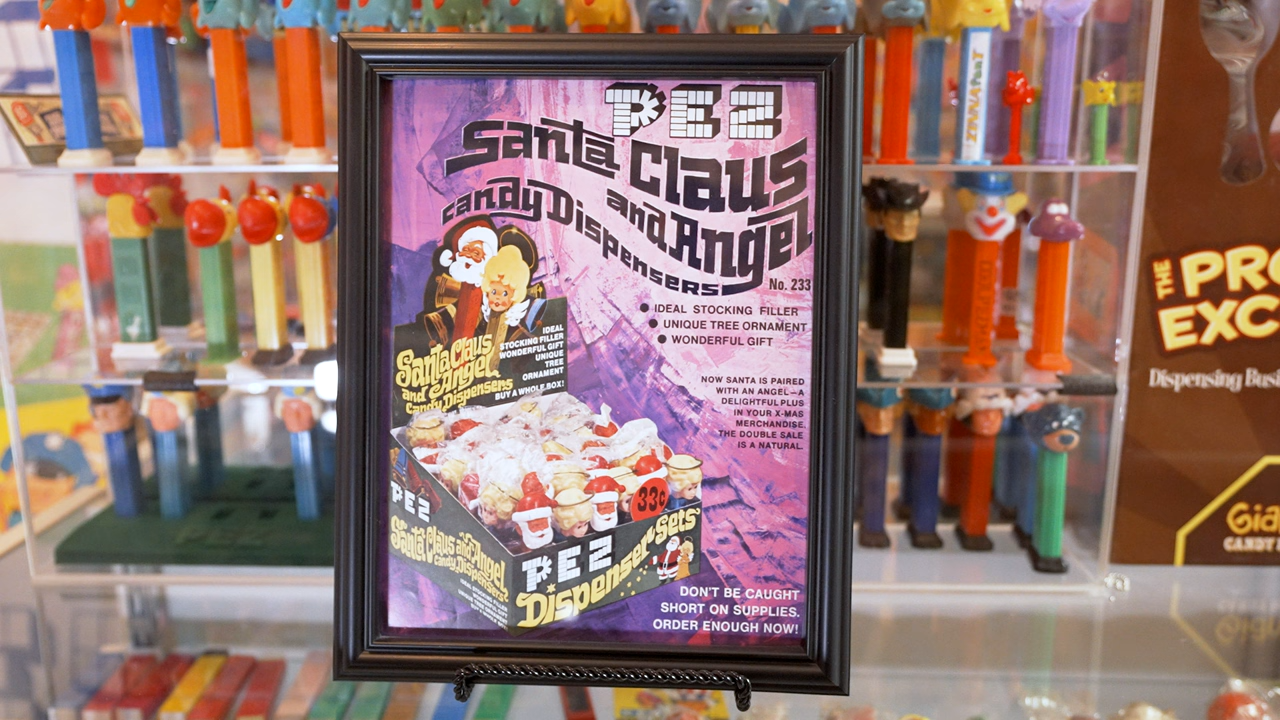 PEZ
Santa Claus
and Angel
Candy Dispensers
No. 233
● IDEAL STOCKING FILLER
● UNIQUE TREE ORNAMENT
● WONDERFUL GIFT
NOW SANTA IS PAIRED
WITH AN ANGEL—A
DELIGHTFUL PLUS
IN YOUR X-MAS
MERCHANDISE.
THE DOUBLE SALE
IS A NATURAL.
IDEAL
STOCKING FILLER
WONDERFUL GIFT
UNIQUE
TREE
ORNAMENT
BUY A WHOLE BOX!
Santa Claus
and Angel
Candy Dispensers
33¢
PEZ
Santa Claus and Angel
Candy Dispensers
PEZ
Dispenser Sets
DON'T BE CAUGHT
SHORT ON SUPPLIES.
ORDER ENOUGH NOW!
THE
PRO
EXC
Dispensing Busi
Gia
CANDY